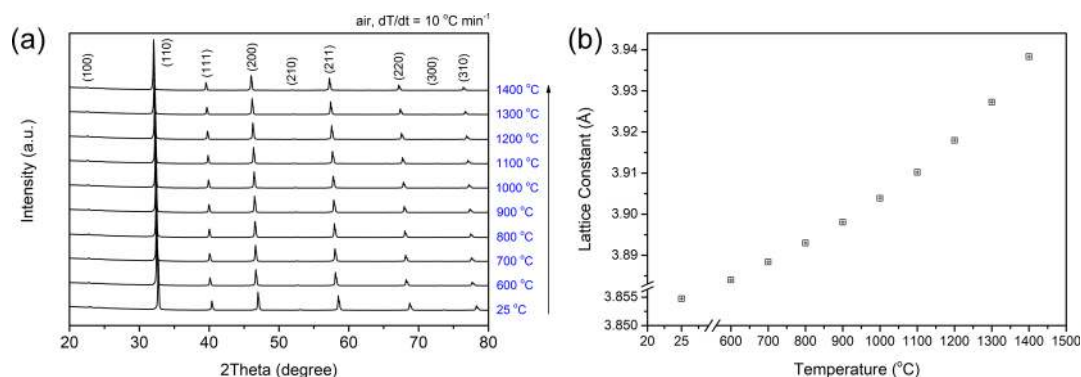 (a)
air, dT/dt = 10 °C min⁻¹
(100)
(110)
(111)
(200)
(210)
(211)
(220)
(300)
(310)
1400 °C
1300 °C
1200 °C
1100 °C
1000 °C
900 °C
800 °C
700 °C
600 °C
25 °C
Intensity (a.u.)
20 30 40 50 60 70 80
2Theta (degree)
(b)
3.94
3.93
3.92
3.91
3.90
3.89
3.855
3.850
Lattice Constant (Å)
20 25 600 700 800 900 1000 1100 1200 1300 1400 1500
Temperature (°C)